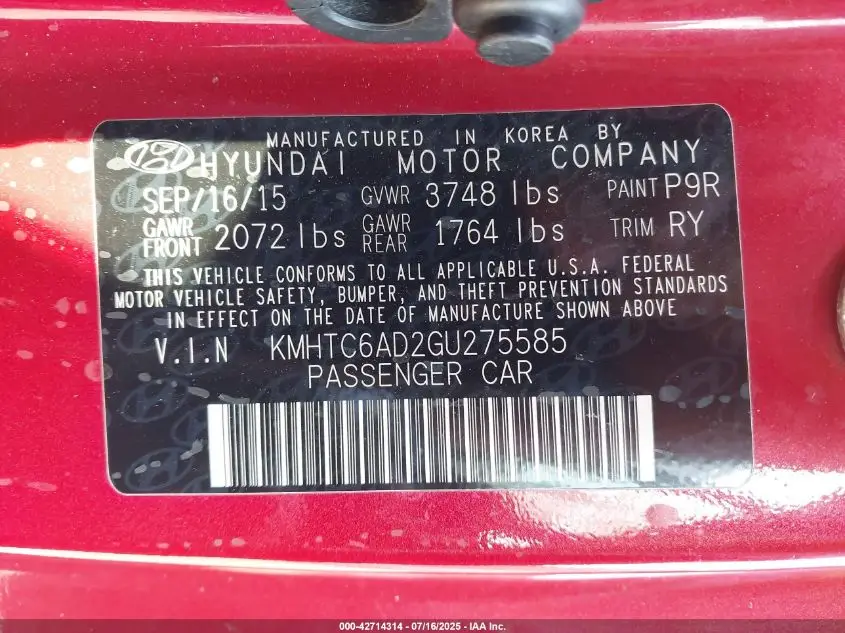 MANUFACTURED IN KOREA BY
HYUNDAI MOTOR COMPANY
SEP/16/15 GVWR 3748 lbs PAINT P9R
GAWR FRONT 2072 lbs GAWR REAR 1764 lbs TRIM RY
THIS VEHICLE CONFORMS TO ALL APPLICABLE U.S.A. FEDERAL
MOTOR VEHICLE SAFETY, BUMPER, AND THEFT PREVENTION STANDARDS
IN EFFECT ON THE DATE OF MANUFACTURE SHOWN ABOVE
V.I.N KMHTC6AD2GU275585
PASSENGER CAR
000-42714314 - 07/16/2025 - IAA Inc.